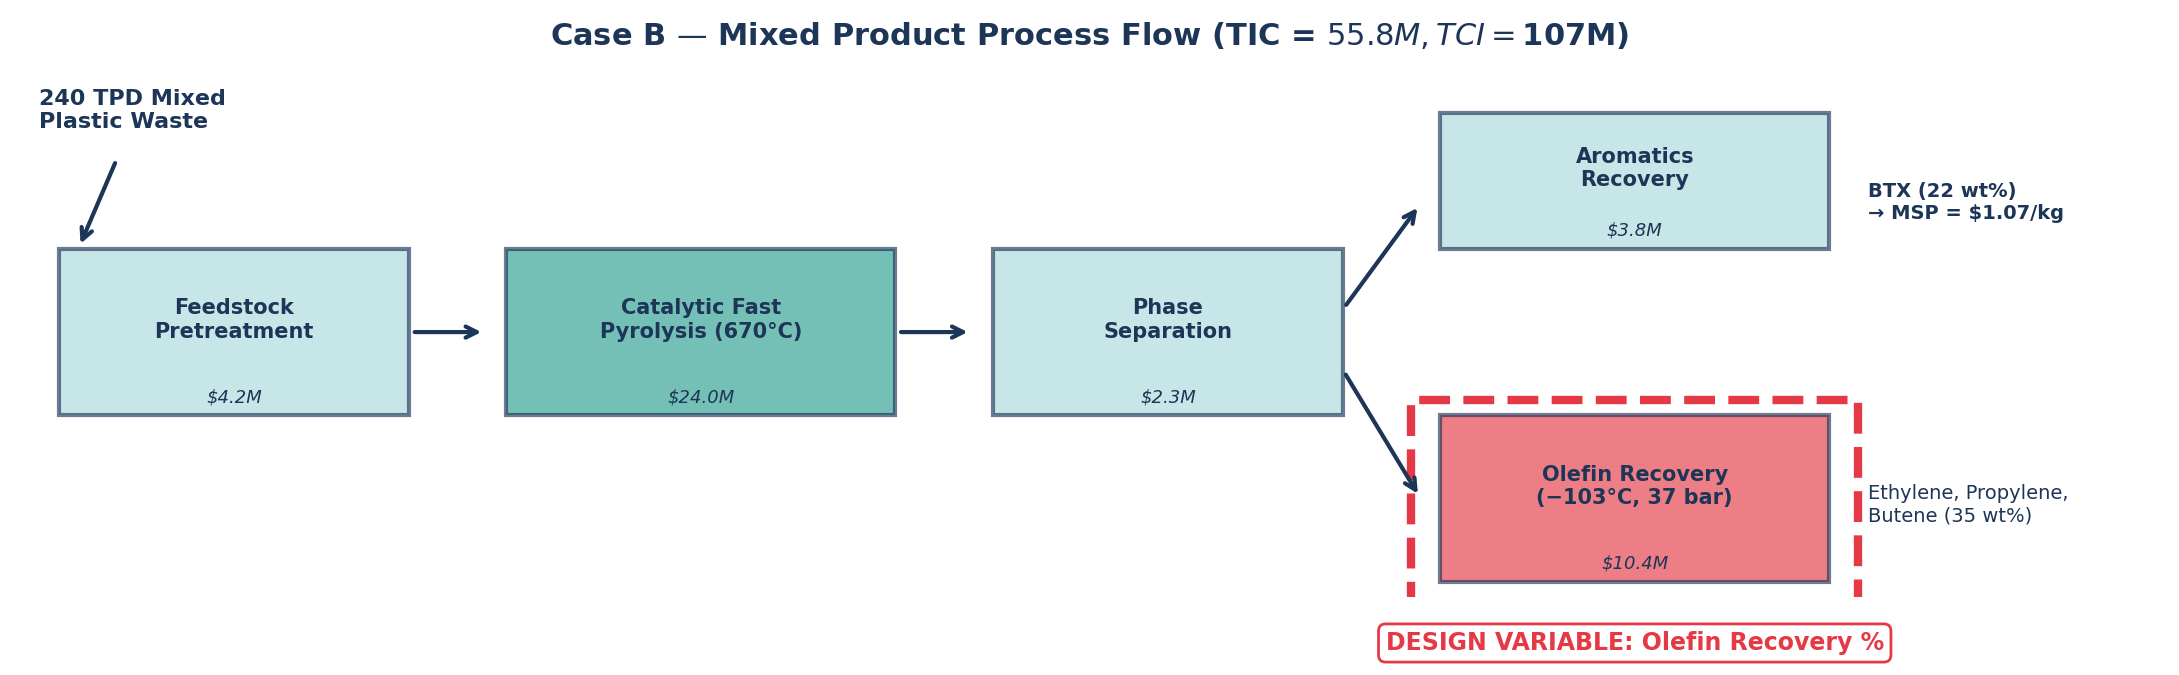 Case B — Mixed Product Process Flow (TIC = 55.8M, TCI = 107M)
240 TPD Mixed
Plastic Waste
Feedstock
Pretreatment
$4.2M
Catalytic Fast
Pyrolysis (670°C)
$24.0M
Phase
Separation
$2.3M
Aromatics
Recovery
$3.8M
BTX (22 wt%)
→ MSP = $1.07/kg
Olefin Recovery
(−103°C, 37 bar)
$10.4M
Ethylene, Propylene,
Butene (35 wt%)
DESIGN VARIABLE: Olefin Recovery %